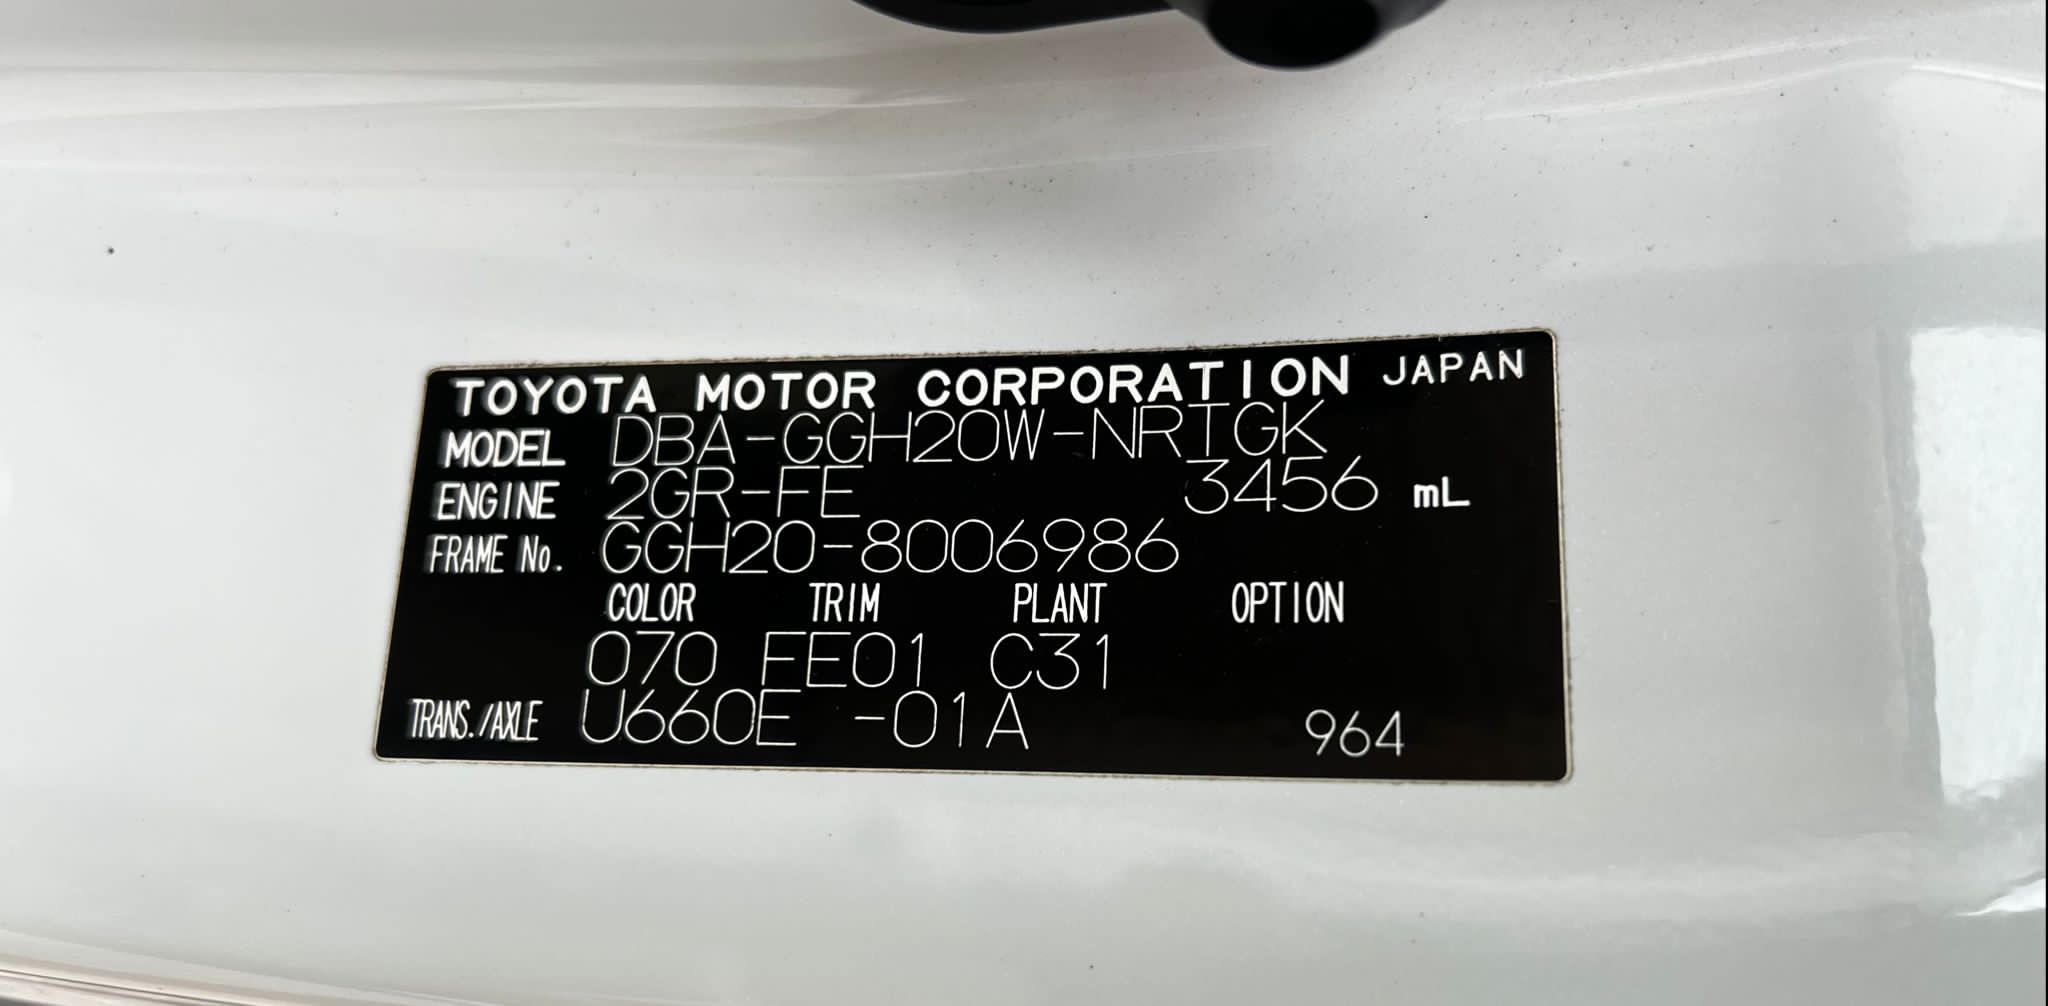 TOYOTA MOTOR CORPORATION JAPAN
MODEL DBA-GGH20W-NRTGK
ENGINE 2GR-FE 3456 mL
FRAME No. GGH20-8006986
COLOR TRIM PLANT OPTION
070 FE01 C31
TRANS./AXLE U660E -01A 964